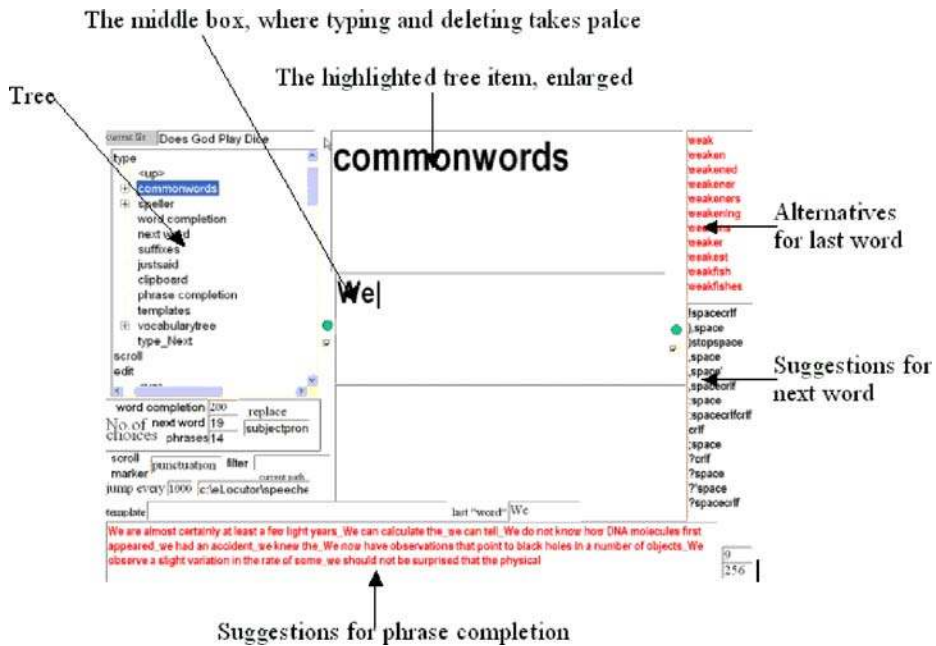 The middle box, where typing and deleting takes palce
The highlighted tree item, enlarged
Tree
current file Does God Play Dice
type
<up>
commonwords
speller
word completion
next word
suffixes
justsaid
clipboard
phrase completion
templates
vocabularytree
type_Next
scroll
edit
commonwords
We
weak
weaken
weakened
weakener
weakeners
weakening
weaker
weakest
weakfish
weakfishes
Alternatives
for last word
!spacecrlf
),space
)stopspace
,space
,space'
,spacecrlf
:space
:spacecrlfcrlf
crlf
;space
?crlf
?space
?'space
?spacecrlf
Suggestions for
next word
word completion 200 replace
No.of next word 19 subjectpron
choices phrases 14
scroll marker punctuation filter
current path
jump every 1000 c:\eLocutor\speeche
template last "word" We
We are almost certainly at least a few light years_We can calculate the_we can tell_We do not know how DNA molecules first
appeared_we had an accident_we knew the_We now have observations that point to black holes in a number of objects_We
observe a slight variation in the rate of some_we should not be surprised that the physical
9
256
Suggestions for phrase completion